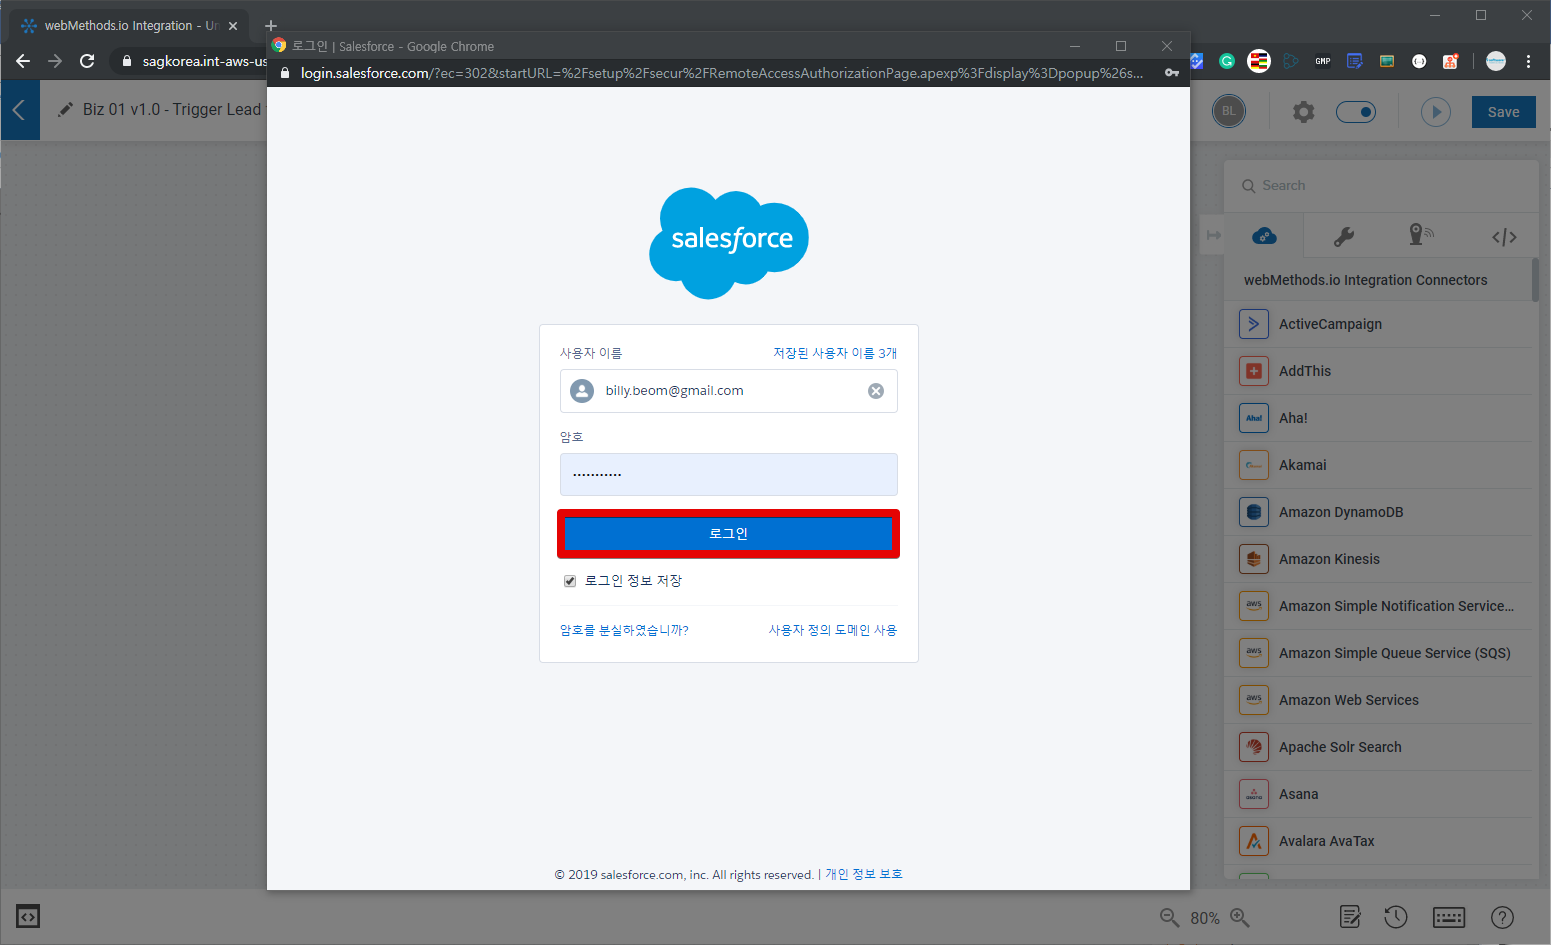 webMethods.io Integration - Un
로그인 | Salesforce - Google Chrome
sagkorea.int-aws-us
login.salesforce.com/?ec=302&startURL=%2Fsetup%2Fsecur%2FRemoteAccessAuthorizationPage.apexp%3Fdisplay%3Dpopup%26s...
GMP
Biz 01 v1.0 - Trigger Lead
BL
Save
salesforce
사용자 이름
저장된 사용자 이름 3개
billy.beom@gmail.com
암호
•••••••••••
로그인
로그인 정보 저장
암호를 분실하였습니까?
사용자 정의 도메인 사용
© 2019 salesforce.com, inc. All rights reserved. | 개인 정보 보호
Search
webMethods.io Integration Connectors
ActiveCampaign
AddThis
Aha!
Aha!
Akamai
Amazon DynamoDB
Amazon Kinesis
aws
Amazon Simple Notification Service...
aws
Amazon Simple Queue Service (SQS)
aws
Amazon Web Services
Apache Solr Search
Asana
Avalara AvaTax
80%